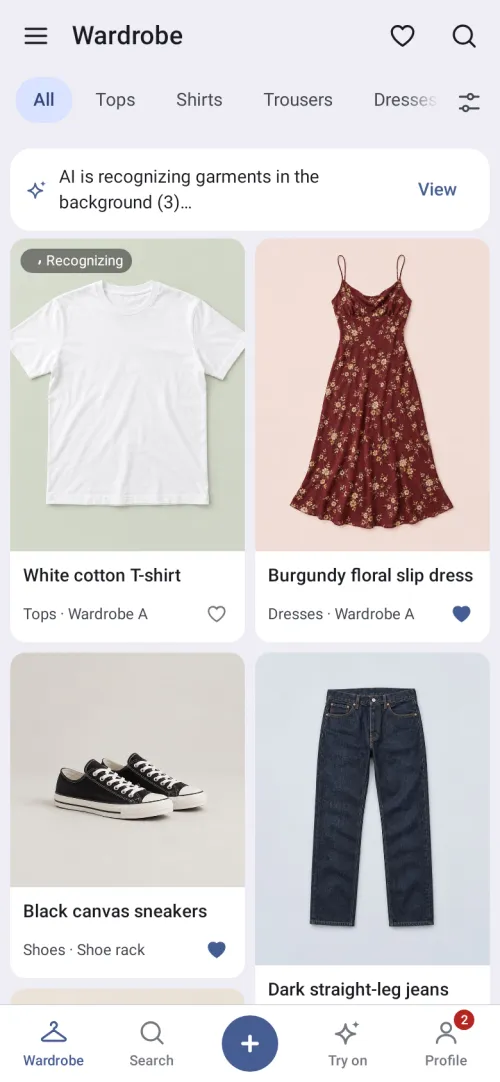 Wardrobe
All
Tops
Shirts
Trousers
Dresses
AI is recognizing garments in the
background (3)…
View
Recognizing
White cotton T-shirt
Tops · Wardrobe A
Burgundy floral slip dress
Dresses · Wardrobe A
Black canvas sneakers
Shoes · Shoe rack
Dark straight-leg jeans
Wardrobe
Search
Try on
2
Profile